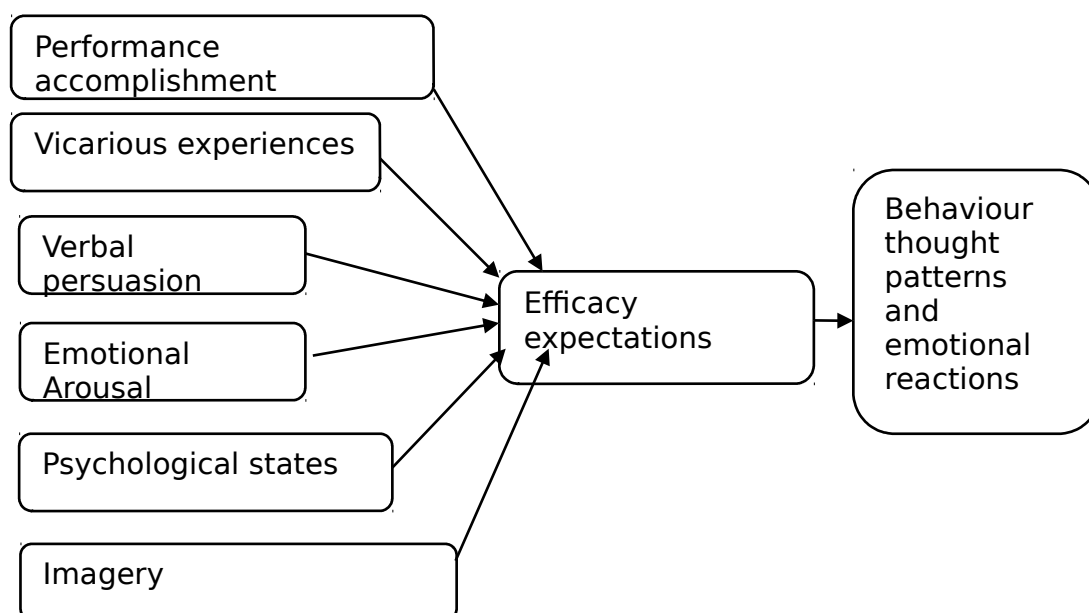 Performance
accomplishment
Vicarious experiences
Verbal
persuasion
Emotional
Arousal
Psychological states
Imagery
Efficacy
expectations
Behaviour
thought
patterns
and
emotional
reactions